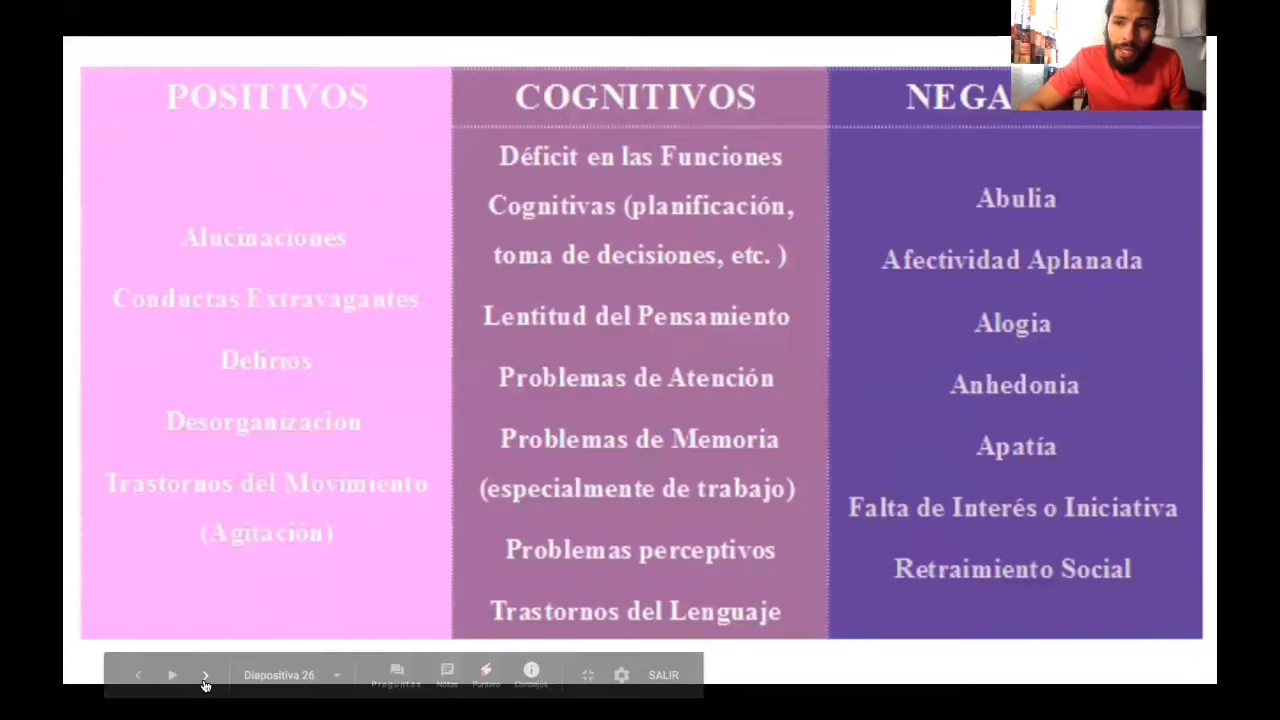 POSITIVOS
Alucinaciones
Conductas Extravagantes
Delirios
Desorganizacion
Trastornos del Movimiento
(Agitación)
COGNITIVOS
Déficit en las Funciones
Cognitivas (planificación,
toma de decisiones, etc. )
Lentitud del Pensamiento
Problemas de Atención
Problemas de Memoria
(especialmente de trabajo)
Problemas perceptivos
Trastornos del Lenguaje
NEGA
Abulia
Afectividad Aplanada
Alogia
Anhedonia
Apatía
Falta de Interés o Iniciativa
Retraimiento Social
Diapositiva 26
Preguntas
Notas
Puntero
Consejos
SALIR